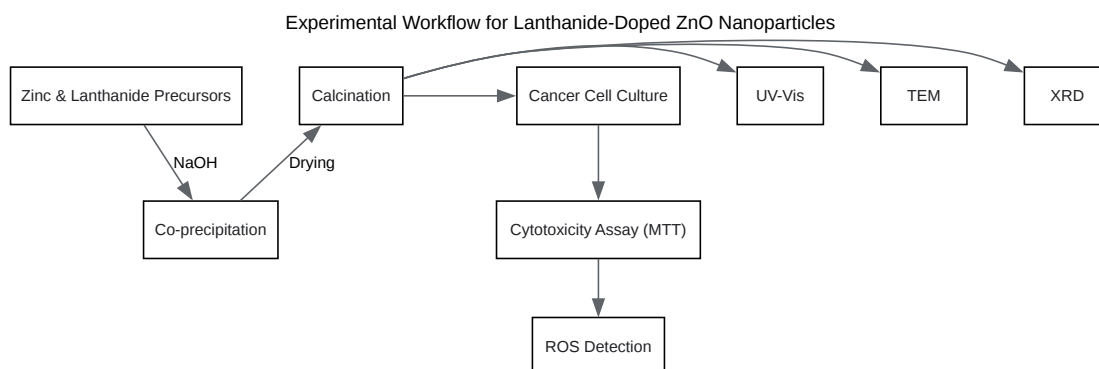 Experimental Workflow for Lanthanide-Doped ZnO Nanoparticles
Zinc & Lanthanide Precursors
Calcination
Cancer Cell Culture
UV-Vis
TEM
XRD
NaOH
Drying
Co-precipitation
Cytotoxicity Assay (MTT)
ROS Detection